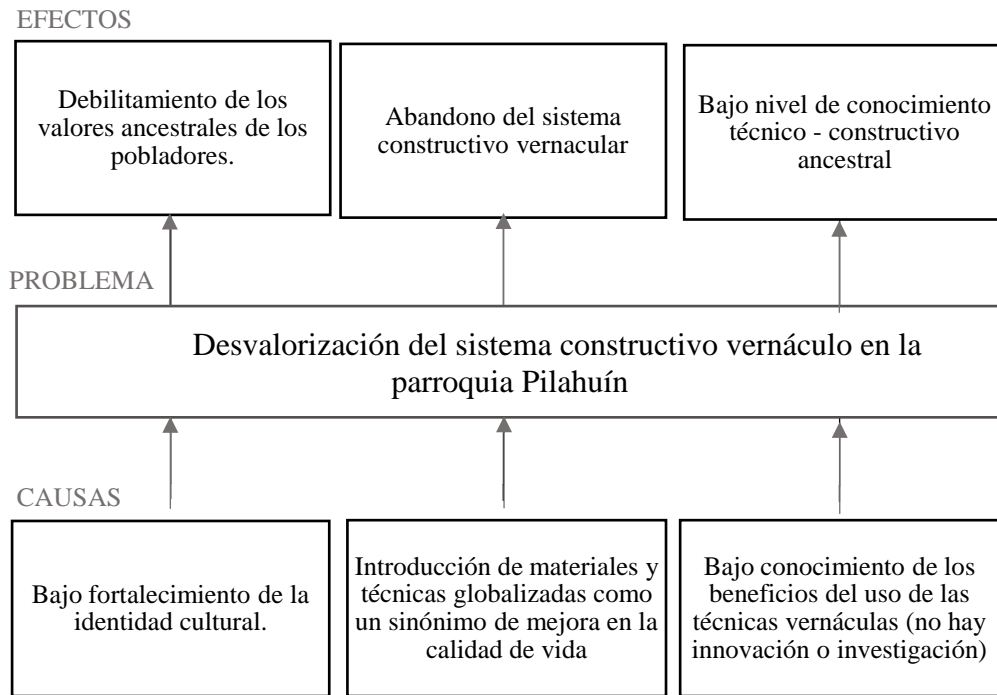 EFECTOS
Debilitamiento de los
valores ancestrales de los
pobladores.
Abandono del sistema
constructivo vernacular
Bajo nivel de conocimiento
técnico - constructivo
ancestral
PROBLEMA
Desvalorización del sistema constructivo vernáculo en la
parroquia Pilahuín
CAUSAS
Bajo fortalecimiento de la
identidad cultural.
Introducción de materiales y
técnicas globalizadas como
un sinónimo de mejora en la
calidad de vida
Bajo conocimiento de los
beneficios del uso de las
técnicas vernáculas (no hay
innovación o investigación)